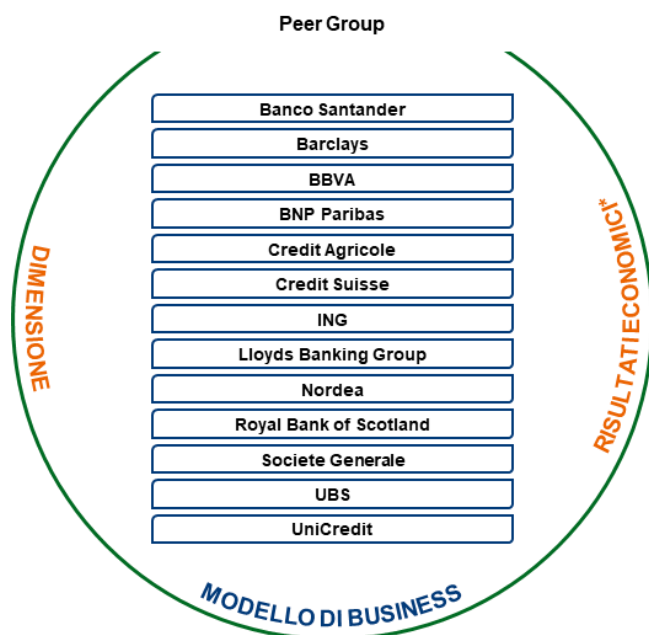 Peer Group
Banco Santander
Barclays
BBVA
BNP Paribas
Credit Agricole
Credit Suisse
ING
Lloyds Banking Group
Nordea
Royal Bank of Scotland
Societe Generale
UBS
UniCredit
DIMENSIONE
RISULTATI ECONOMICI*
MODELLO DI BUSINESS